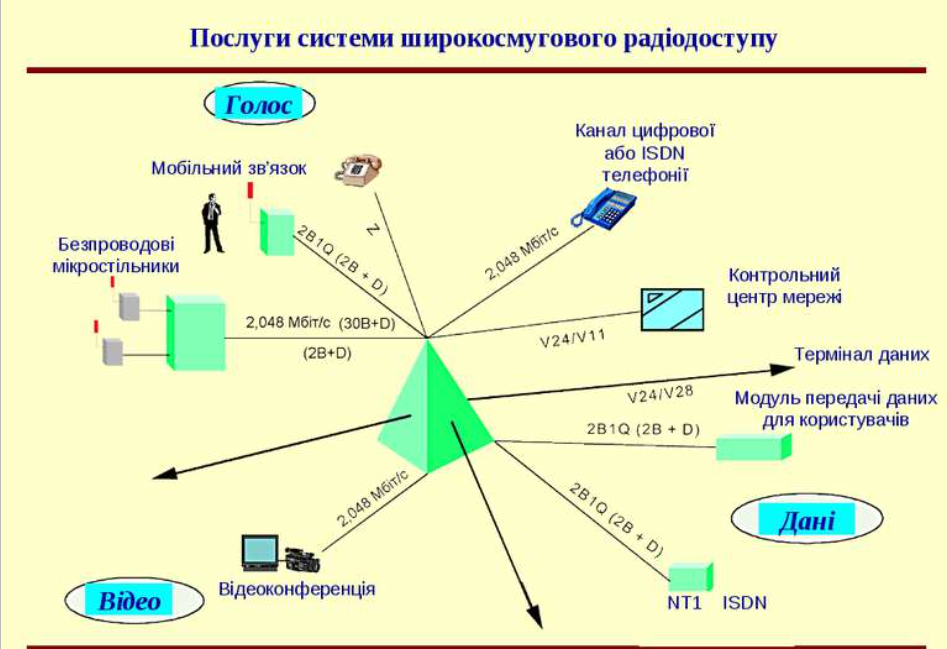 Послуги системи широкосмугового радіодоступу
Голос
Мобільний зв'язок
Канал цифрової
або ISDN
телефонії
Z
2B1Q (2B + D)
2,048 Мбіт/с
Безпроводові
мікростільники
Контрольний
центр мережі
2,048 Мбіт/с (30B+D)
(2B+D)
V24/V11
Термінал даних
V24/V28
Модуль передачі даних
для користувачів
2B1Q (2B + D)
2,048 Мбіт/с
2B1Q (2B + D)
Дані
Відеоконференція
Відео
NT1 ISDN